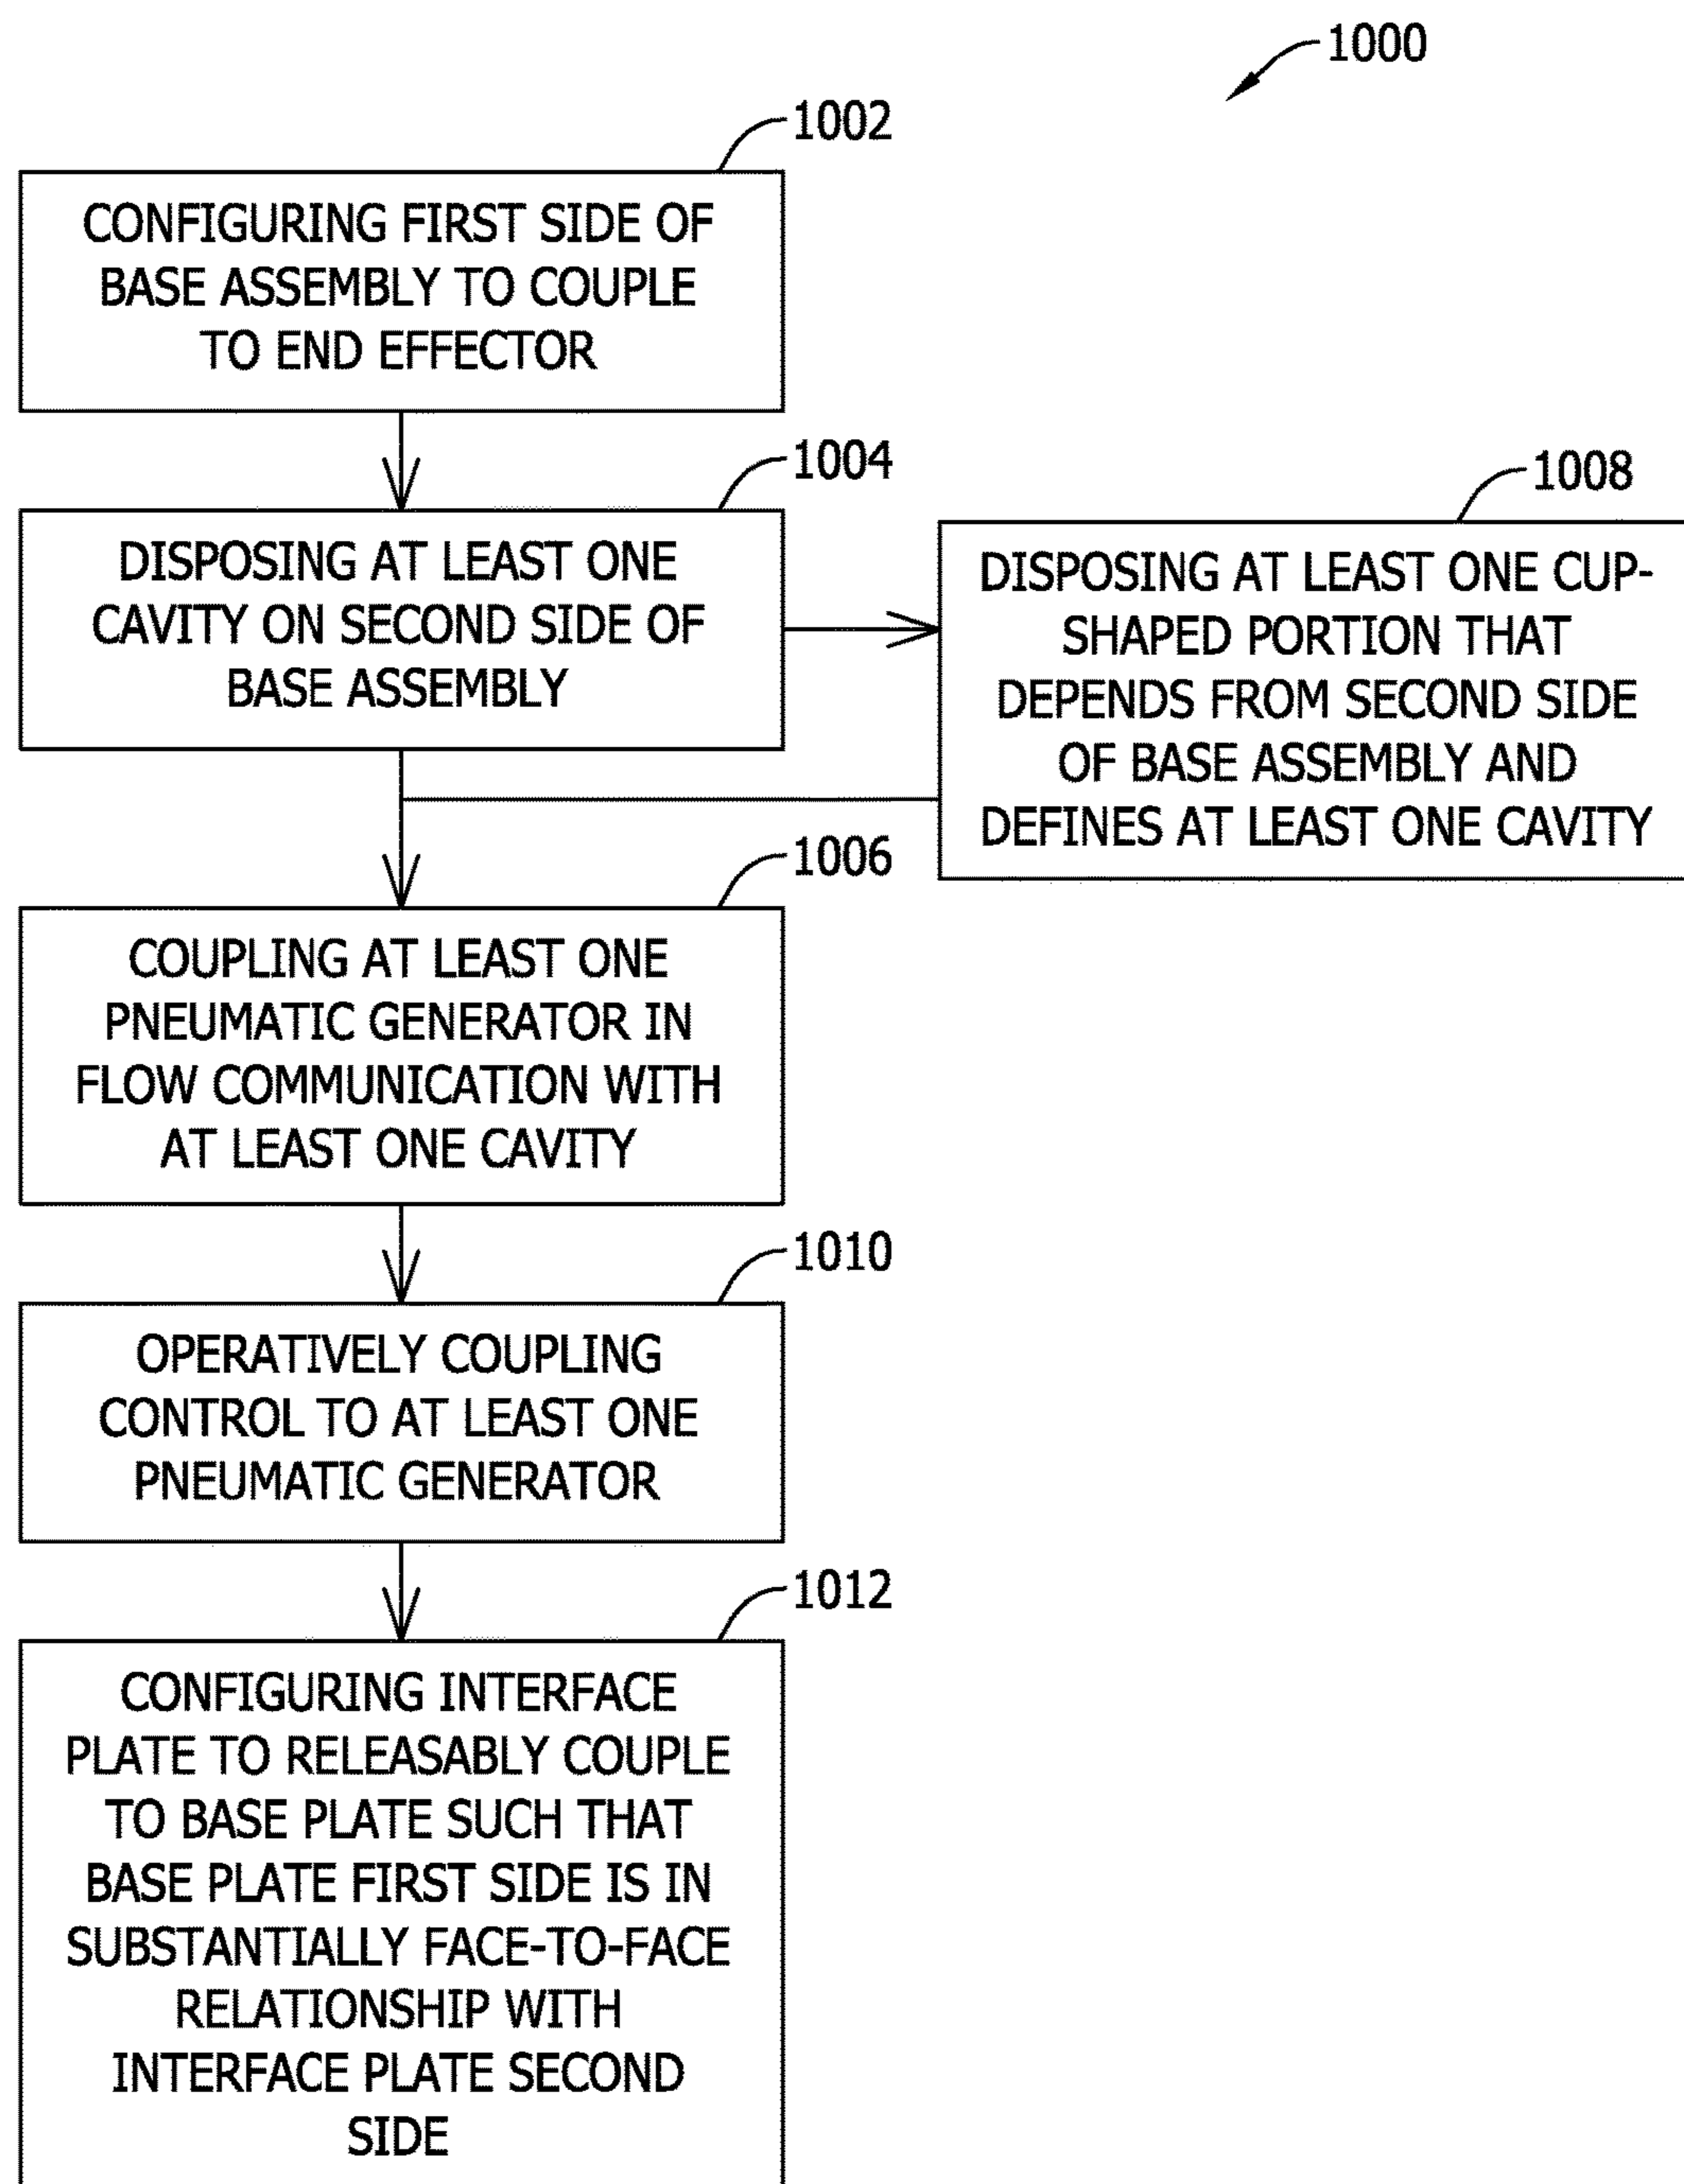 1000
1002
CONFIGURING FIRST SIDE OF
BASE ASSEMBLY TO COUPLE
TO END EFFECTOR
1004
DISPOSING AT LEAST ONE
CAVITY ON SECOND SIDE OF
BASE ASSEMBLY
1008
DISPOSING AT LEAST ONE CUP-
SHAPED PORTION THAT
DEPENDS FROM SECOND SIDE
OF BASE ASSEMBLY AND
DEFINES AT LEAST ONE CAVITY
1006
COUPLING AT LEAST ONE
PNEUMATIC GENERATOR IN
FLOW COMMUNICATION WITH
AT LEAST ONE CAVITY
1010
OPERATIVELY COUPLING
CONTROL TO AT LEAST ONE
PNEUMATIC GENERATOR
1012
CONFIGURING INTERFACE
PLATE TO RELEASABLY COUPLE
TO BASE PLATE SUCH THAT
BASE PLATE FIRST SIDE IS IN
SUBSTANTIALLY FACE-TO-FACE
RELATIONSHIP WITH
INTERFACE PLATE SECOND
SIDE